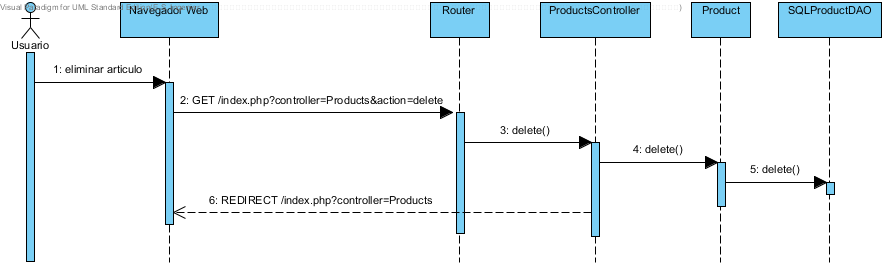 Visual Paradigm for UML Standard
Usuario
Navegador Web
Router
ProductsController
Product
SQLProductDAO
1: eliminar articulo
2: GET /index.php?controller=Products&action=delete
3: delete()
4: delete()
5: delete()
6: REDIRECT /index.php?controller=Products